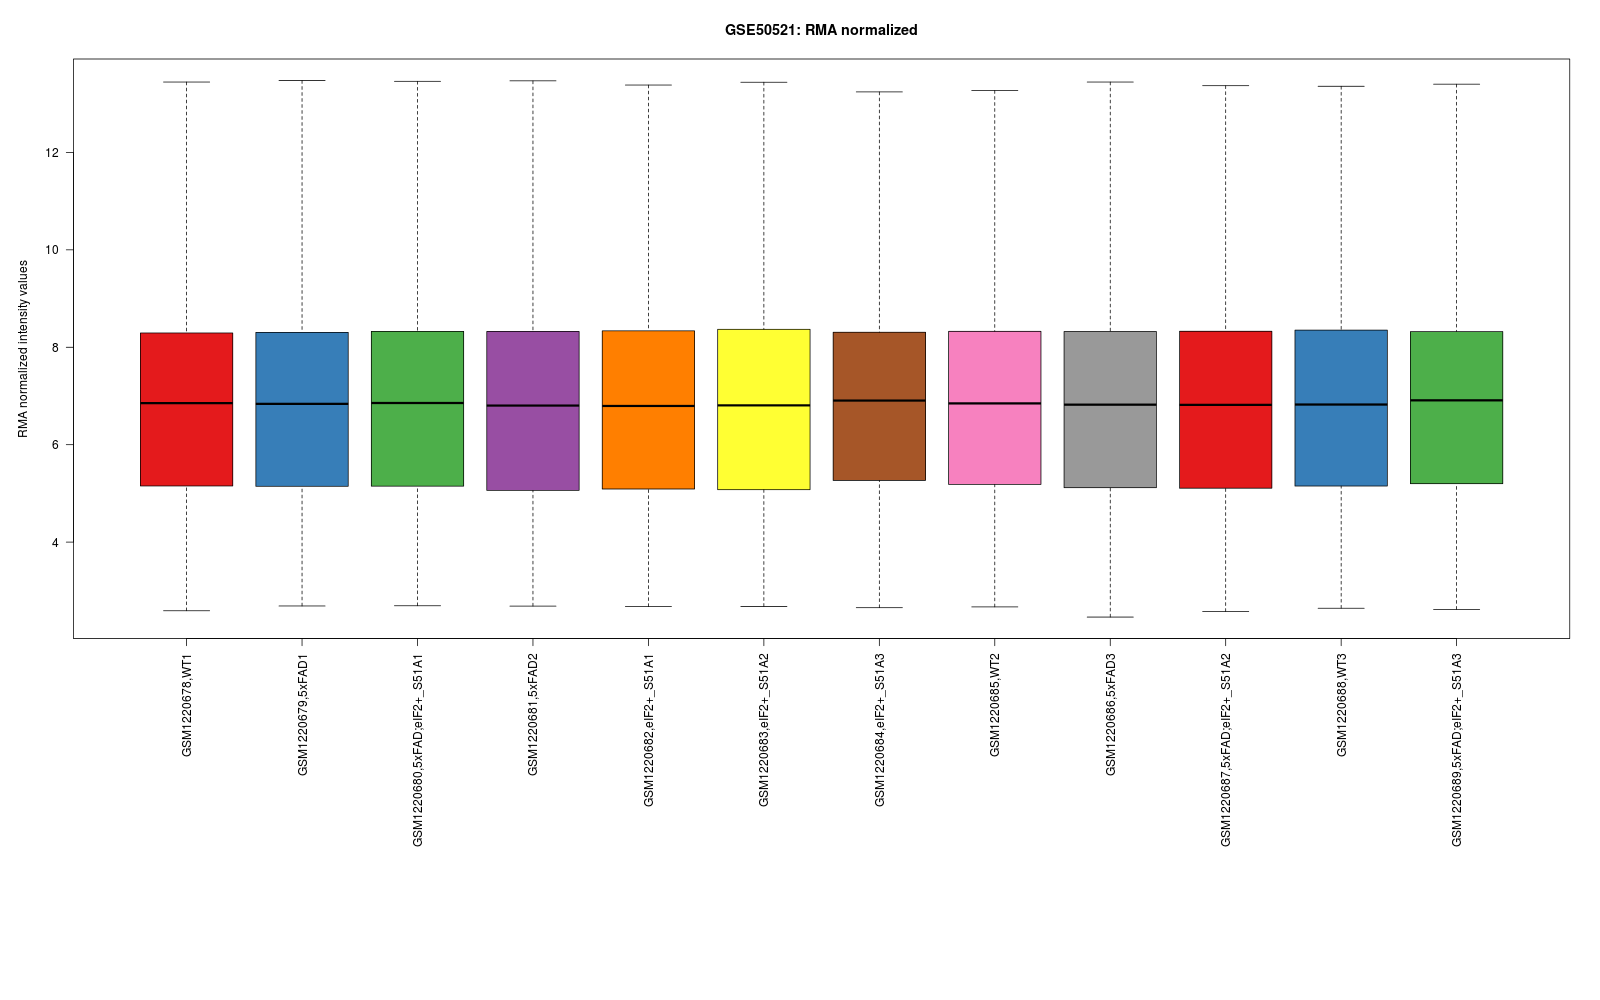 GSE50521: RMA normalized
RMA normalized intensity values
12
10
8
6
4
GSM1220678,WT1
GSM1220679,5xFAD1
GSM1220680,5xFAD;eIF2+_S51A1
GSM1220681,5xFAD2
GSM1220682,eIF2+_S51A1
GSM1220683,eIF2+_S51A2
GSM1220684,eIF2+_S51A3
GSM1220685,WT2
GSM1220686,5xFAD3
GSM1220687,5xFAD;eIF2+_S51A2
GSM1220688,WT3
GSM1220689,5xFAD;eIF2+_S51A3